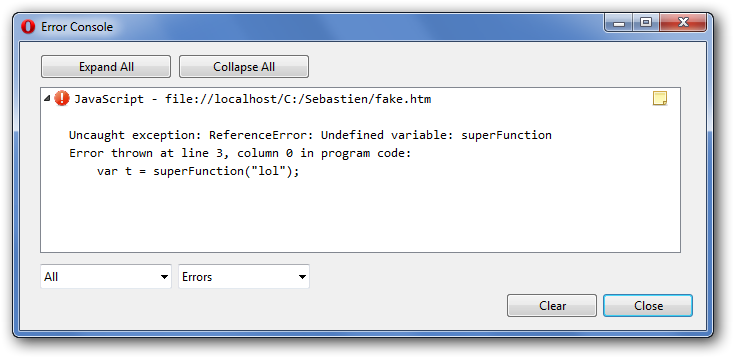 Error Console
Expand All Collapse All
JavaScript - file://localhost/C:/Sebastien/fake.htm
Uncaught exception: ReferenceError: Undefined variable: superFunction
Error thrown at line 3, column 0 in program code:
    var t = superFunction("lol");
All Errors
Clear Close